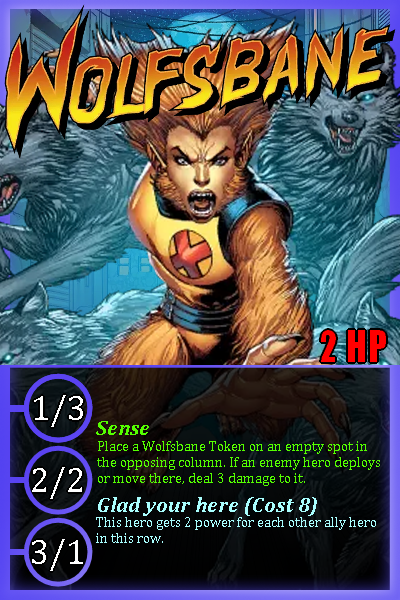 WOLFSBANE
2 HP
1/3
2/2
3/1
Sense
Place a Wolfsbane Token on an empty spot in
the opposing column. If an enemy hero deploys
or move there, deal 3 damage to it.
Glad your here (Cost 8)
This hero gets 2 power for each other ally hero
in this row.